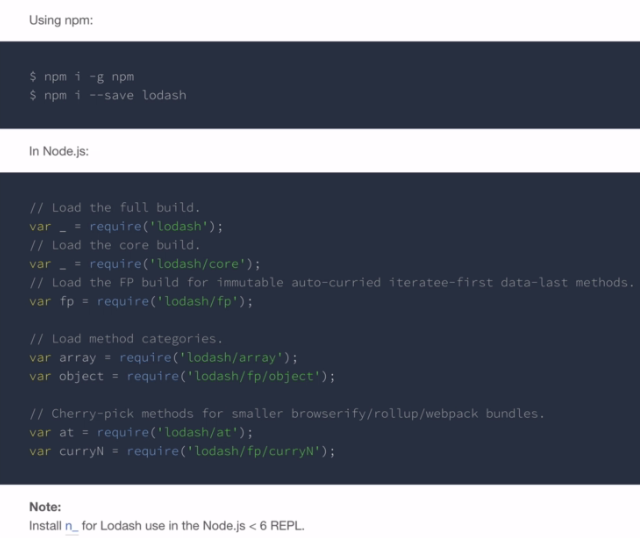 Using npm:
$ npm i -g npm
$ npm i --save lodash
In Node.js:
// Load the full build.
var _ = require('lodash');
// Load the core build.
var _ = require('lodash/core');
// Load the FP build for immutable auto-curried iteratee-first data-last methods.
var fp = require('lodash/fp');
// Load method categories.
var array = require('lodash/array');
var object = require('lodash/fp/object');
// Cherry-pick methods for smaller browserify/rollup/webpack bundles.
var at = require('lodash/at');
var curryN = require('lodash/fp/curryN');
Note:
Install n_ for Lodash use in the Node.js < 6 REPL.